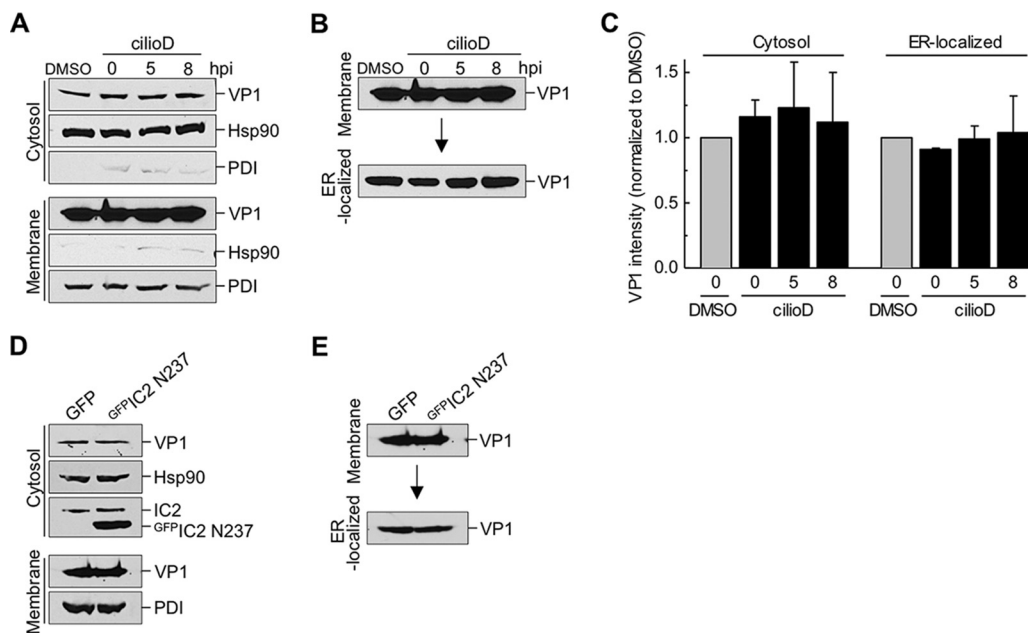 A
cilioD
DMSO 0 5 8 hpi
Cytosol
VP1
Hsp90
PDI
Membrane
VP1
Hsp90
PDI
B
cilioD
DMSO 0 5 8 hpi
Membrane
VP1
ER
-localized
VP1
C
Cytosol ER-localized
VP1 intensity (normalized to DMSO)
1.5
1.0
0.5
0.0
0 0 5 8 0 0 5 8
DMSO cilioD DMSO cilioD
D
GFP GFPIC2 N237
Cytosol
VP1
Hsp90
IC2
GFPIC2 N237
Membrane
VP1
PDI
E
GFP GFPIC2 N237
Membrane
VP1
ER
-localized
VP1